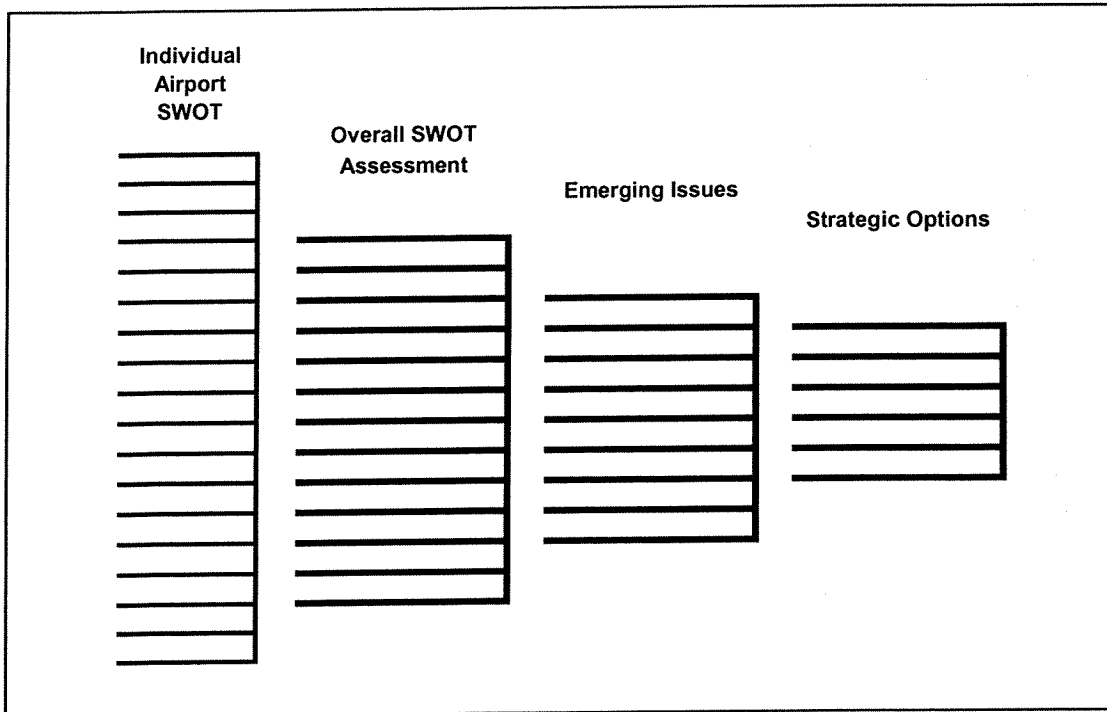 Individual
Airport
SWOT
Overall SWOT
Assessment
Emerging Issues
Strategic Options